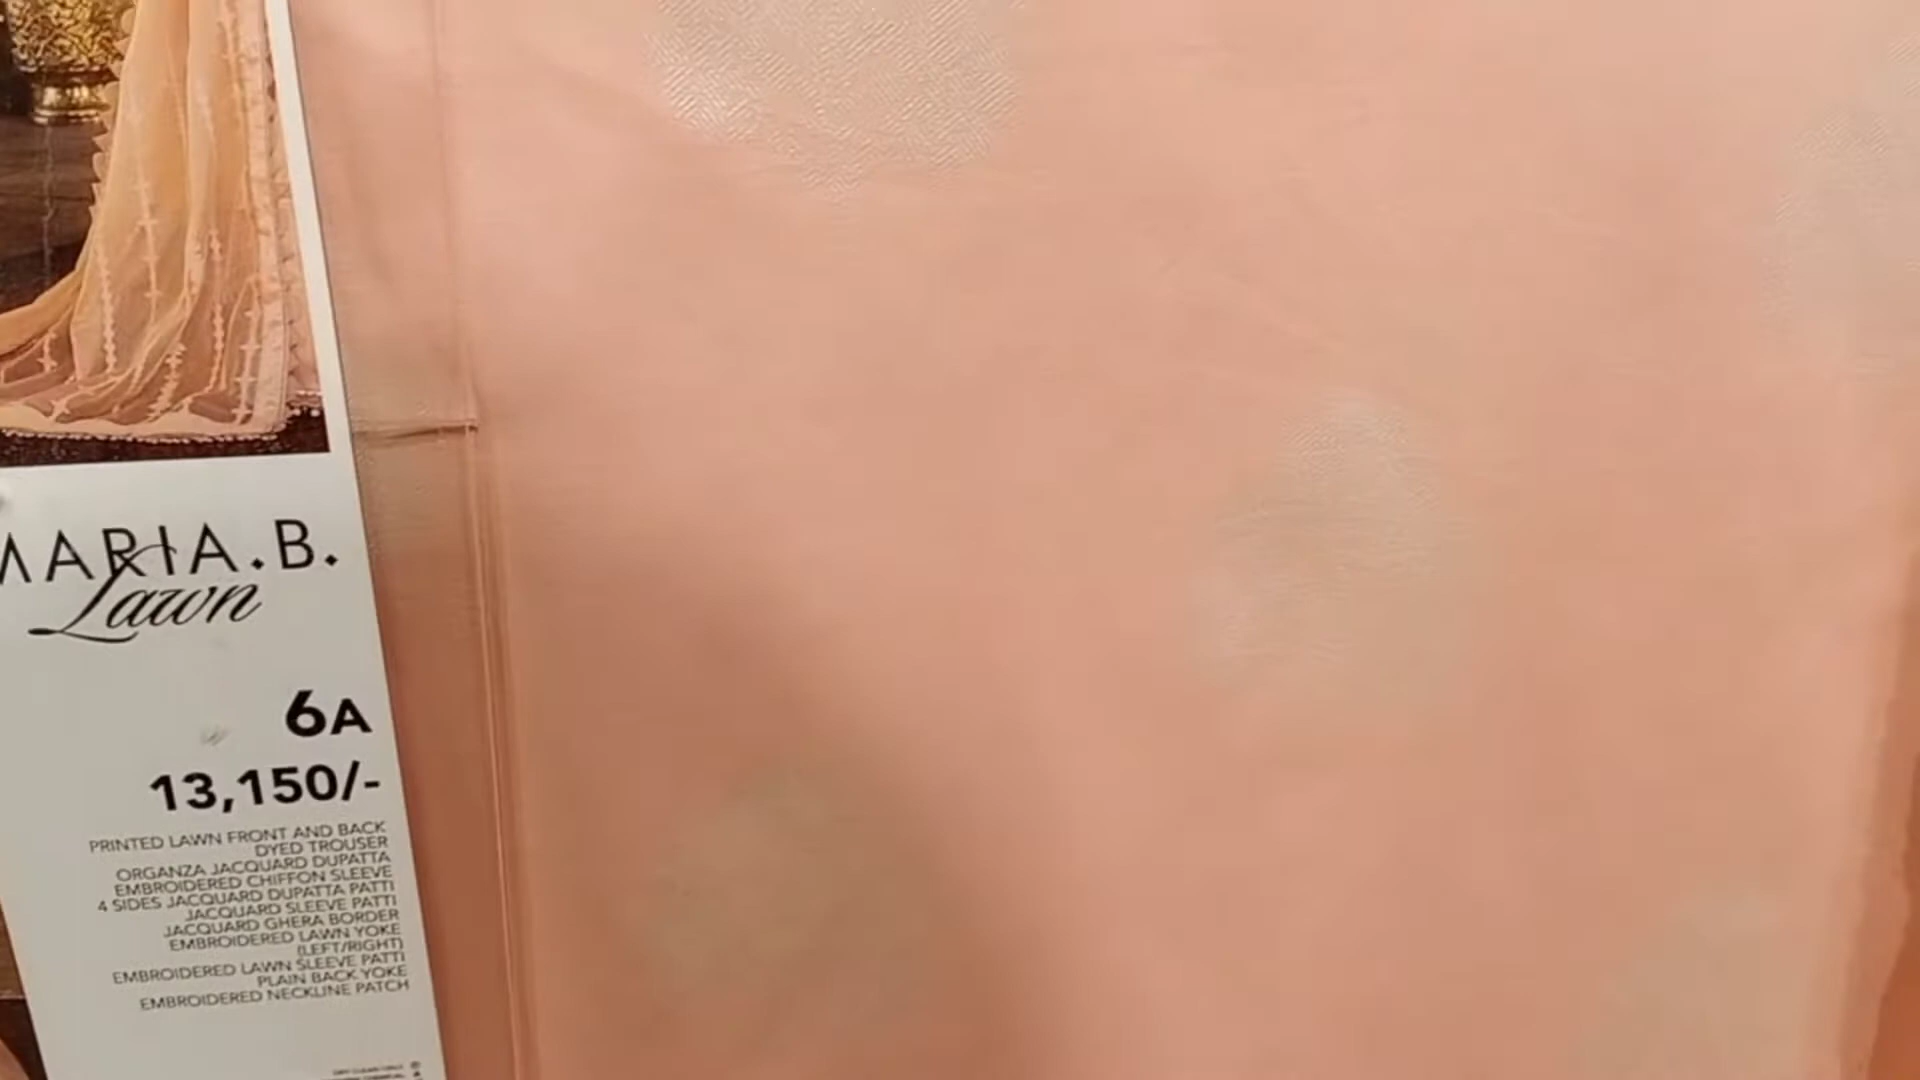 MARIA.B.
Lawn
6A
13,150/-
PRINTED LAWN FRONT AND BACK
DYED TROUSER
ORGANZA JACQUARD DUPATTA
EMBROIDERED CHIFFON SLEEVE
4 SIDES JACQUARD DUPATTA PATTI
JACQUARD SLEEVE PATTI
JACQUARD GHERA BORDER
EMBROIDERED LAWN YOKE
(LEFT/RIGHT)
EMBROIDERED LAWN SLEEVE PATTI
PLAIN BACK YOKE
EMBROIDERED NECKLINE PATCH